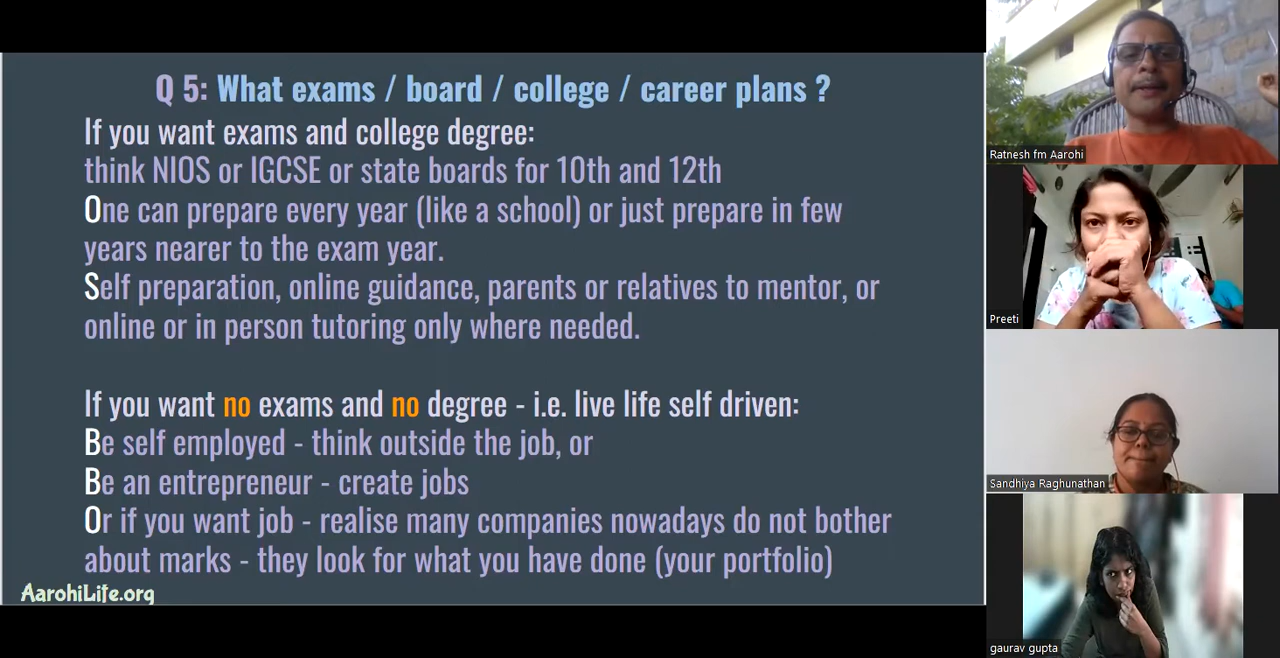 Q 5: What exams / board / college / career plans ?
If you want exams and college degree:
think NIOS or IGCSE or state boards for 10th and 12th
One can prepare every year (like a school) or just prepare in few
years nearer to the exam year.
Self preparation, online guidance, parents or relatives to mentor, or
online or in person tutoring only where needed.
If you want no exams and no degree - i.e. live life self driven:
Be self employed - think outside the job, or
Be an entrepreneur - create jobs
Or if you want job - realise many companies nowadays do not bother
about marks - they look for what you have done (your portfolio)
AarohiLife.org
Ratnesh fm Aarohi
Preeti
Sandhiya Raghunathan
gaurav gupta